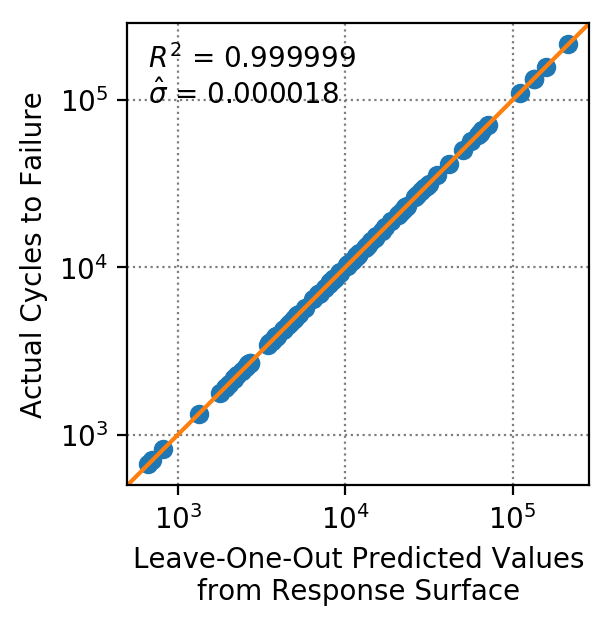 R² = 0.999999
σ̂ = 0.000018
Actual Cycles to Failure
10⁵
10⁴
10³
10³ 10⁴ 10⁵
Leave-One-Out Predicted Values
from Response Surface